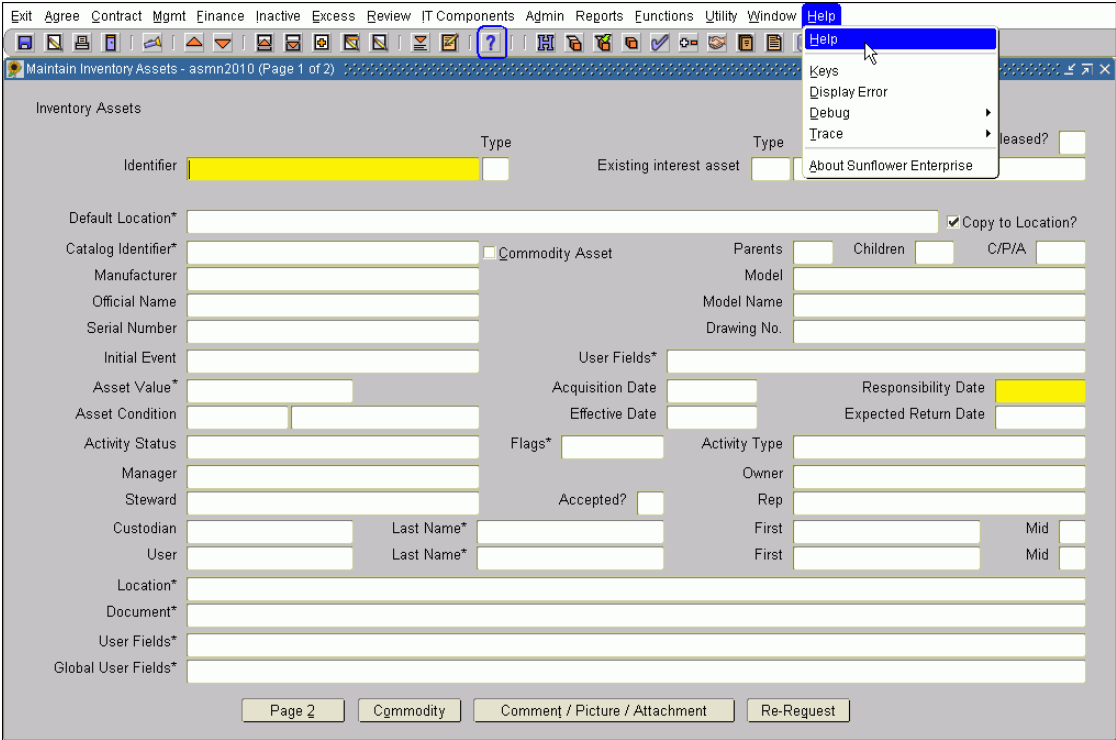 Exit Agree Contract Mgmt Finance Inactive Excess Review IT Components Admin Reports Functions Utility Window Help
?
Help
Maintain Inventory Assets - asmn2010 (Page 1 of 2)
Keys
Display Error
Debug
Trace
About Sunflower Enterprise
Inventory Assets
Type Type leased?
Identifier Existing interest asset
Default Location* Copy to Location?
Catalog Identifier* Commodity Asset Parents Children C/P/A
Manufacturer Model
Official Name Model Name
Serial Number Drawing No.
Initial Event User Fields*
Asset Value* Acquisition Date Responsibility Date
Asset Condition Effective Date Expected Return Date
Activity Status Flags* Activity Type
Manager Owner
Steward Accepted? Rep
Custodian Last Name* First Mid
User Last Name* First Mid
Location*
Document*
User Fields*
Global User Fields*
Page 2 Commodity Comment / Picture / Attachment Re-Request